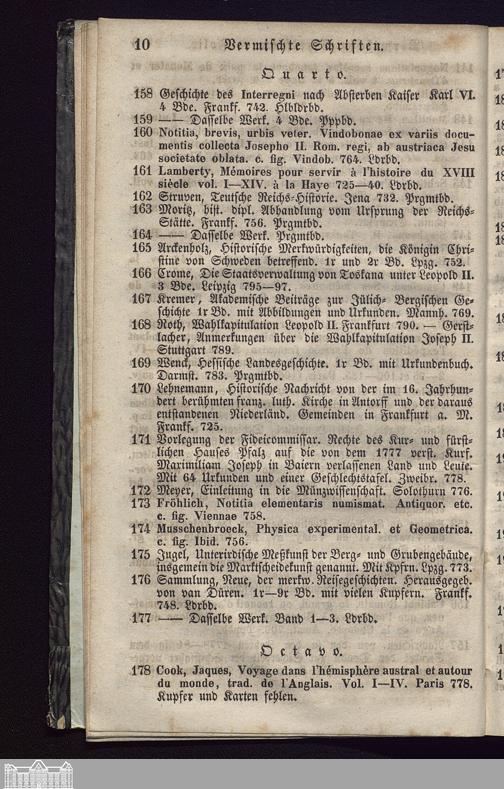 10 Vermischte Schriften.
Quarto.
158 Geschichte des Interregni nach Absterben Kaiser Karl VI.
4 Bde. Frankf. 742. Hlbldrbd.
159 —— Dasselbe Werk. 4 Bde. Pppbd.
160 Notitia, brevis, urbis veter. Vindobonae ex variis docu-
mentis collecta Josepho II. Rom. regi, ab austriaca Jesu
societate oblata. c. fig. Vindob. 764. Ldrbd.
161 Lamberty, Mémoires pour servir à l'histoire du XVIII
siècle vol. I—XIV. à la Haye 725—40. Ldrbd.
162 Struven, Teutsche Reichs-Historie. Jena 732. Prgmtbd.
163 Moritz, hist. dipl. Abhandlung vom Ursprung der Reichs-
Stätte. Frankf. 756. Prgmtbd.
164 —— Dasselbe Werk. Prgmtbd.
165 Arckenholz, Historische Merkwürdigkeiten, die Königin Chri-
stine von Schweden betreffend. 1r und 2r Bd. Lpzg. 752.
166 Crome, Die Staatsverwaltung von Toskana unter Leopold II.
3 Bde. Leipzig 795—97.
167 Kremer, Akademische Beiträge zur Jülich- Bergischen Ge-
schichte 1r Bd. mit Abbildungen und Urkunden. Mannh. 769.
168 Roth, Wahlkapitulation Leopold II. Frankfurt 790. — Gerst-
lacher, Anmerkungen über die Wahlkapitulation Joseph II.
Stuttgart 789.
169 Wenck, Hessische Landesgeschichte. 1r Bd. mit Urkundenbuch.
Darmst. 783. Prgmtbd.
170 Lehnemann, Historische Nachricht von der im 16. Jahrhun-
dert berühmten franz. luth. Kirche in Antorff und der daraus
entstandenen Niederländ. Gemeinden in Frankfurt a. M.
Frankf. 725.
171 Vorlegung der Fideicommissar. Rechte des Kur- und fürst-
lichen Hauses Pfalz auf die von dem 1777 verst. Kurf.
Maximiliam Joseph in Baiern verlassenen Land und Leute.
Mit 64 Urkunden und einer Geschlechtstafel. Zweibr. 778.
172 Meyer, Einleitung in die Münzwissenschaft. Solothurn 776.
173 Fröhlich, Notitia elementaris numismat. Antiquor. etc.
c. fig. Viennae 758.
174 Musschenbroeck, Physica experimental. et Geometrica.
c. fig. Ibid. 756.
175 Jugel, Unterirdische Meßkunst der Berg- und Grubengebäude,
insgemein die Marktscheidekunst genannt. Mit Kpfrn. Lpzg. 773.
176 Sammlung, Neue, der merkw. Reisegeschichten. Herausgegeb.
von van Düren. 1r—9r Bd. mit vielen Kupfern. Frankf.
748. Ldrbd.
177 —— Dasselbe Werk. Band 1—3. Ldrbd.
Octavo.
178 Cook, Jaques, Voyage dans l'hémisphère austral et autour
du monde, trad. de l'Anglais. Vol. I—IV. Paris 778.
Kupfer und Karten fehlen.